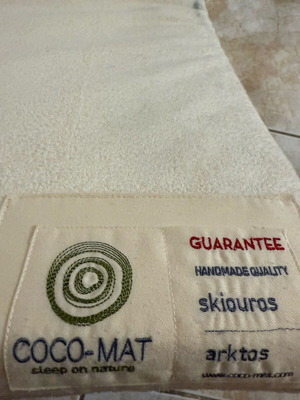 COCO-MAT
sleep on nature
GUARANTEE
HANDMADE QUALITY
skiouros
arktos
www.coco-mat.com